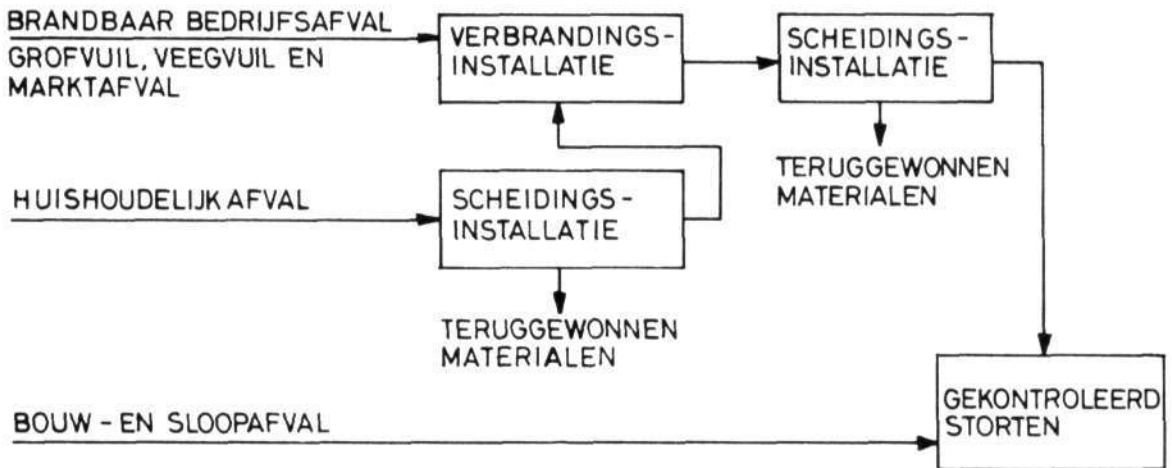 BRANDBAAR BEDRIJFSAFVAL
GROFVUIL, VEEGVUIL EN
MARKTAFVAL
VERBRANDINGS-
INSTALLATIE
SCHEIDINGS-
INSTALLATIE
TERUGGEWONNEN
MATERIALEN
HUISHOUDELIJK AFVAL
SCHEIDINGS-
INSTALLATIE
TERUGGEWONNEN
MATERIALEN
BOUW- EN SLOOPAFVAL
GEKONTROLEERD
STORTEN